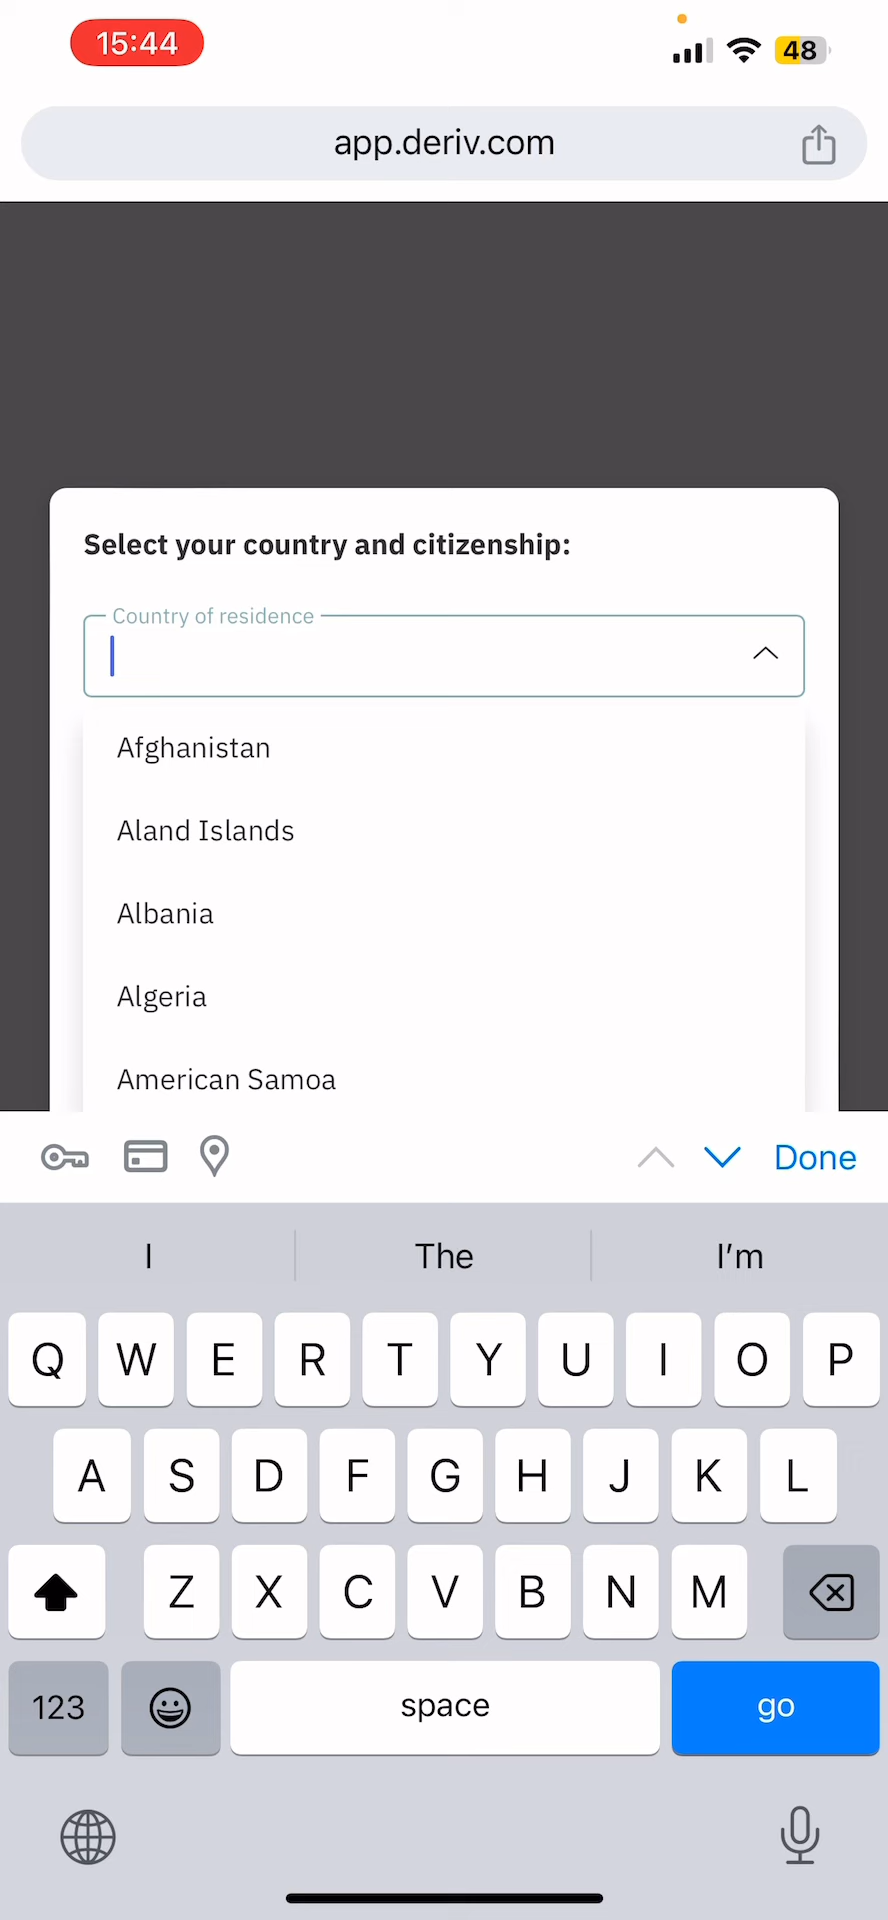 15:44
48
app.deriv.com
Select your country and citizenship:
Country of residence
Afghanistan
Aland Islands
Albania
Algeria
American Samoa
Done
I The I'm
Q W E R T Y U I O P
A S D F G H J K L
Z X C V B N M
123 space go